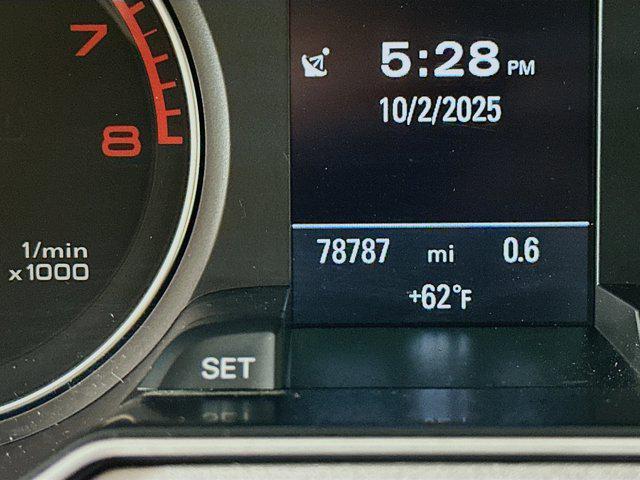 7
8
1/min
x1000
5:28 PM
10/2/2025
78787 mi 0.6
+62°F
SET